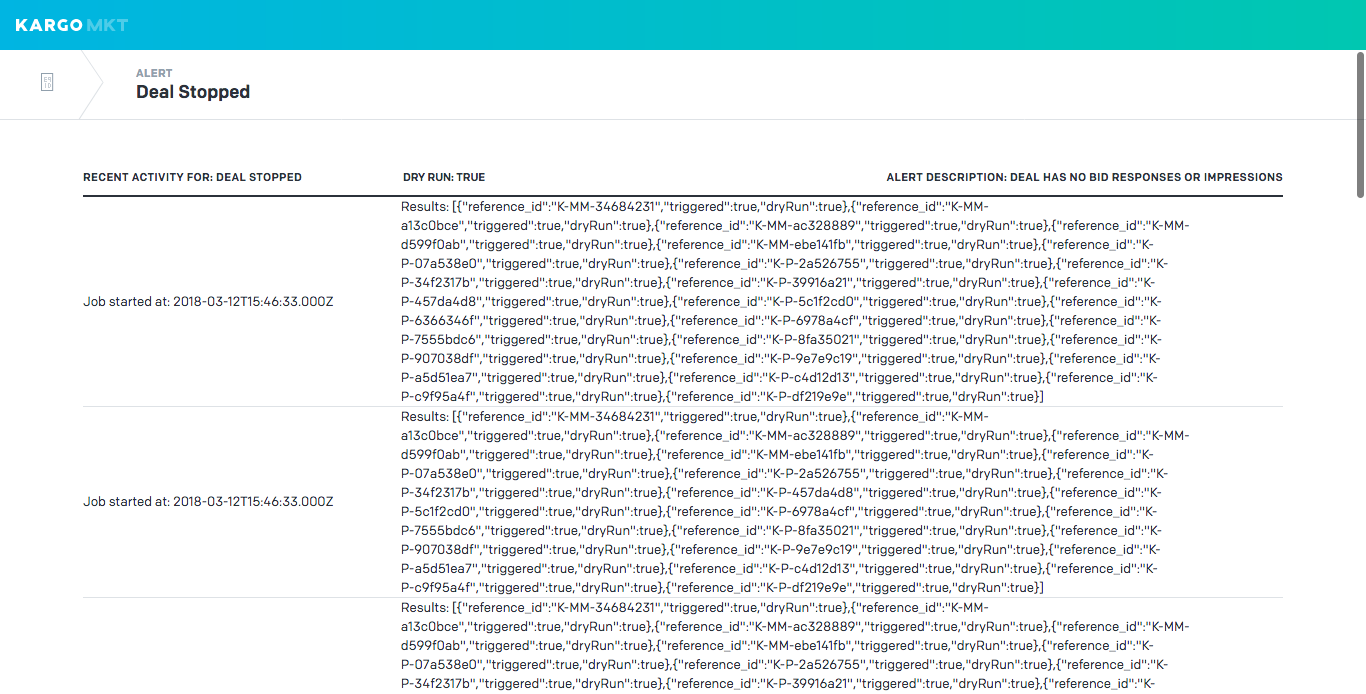 KARGO MKT
ALERT
Deal Stopped
RECENT ACTIVITY FOR: DEAL STOPPED DRY RUN: TRUE ALERT DESCRIPTION: DEAL HAS NO BID RESPONSES OR IMPRESSIONS
Job started at: 2018-03-12T15:46:33.000Z
Results: [{"reference_id":"K-MM-34684231","triggered":true,"dryRun":true},{"reference_id":"K-MM-
a13c0bce","triggered":true,"dryRun":true},{"reference_id":"K-MM-ac328889","triggered":true,"dryRun":true},{"reference_id":"K-MM-
d599f0ab","triggered":true,"dryRun":true},{"reference_id":"K-MM-ebe141fb","triggered":true,"dryRun":true},{"reference_id":"K-
P-07a538e0","triggered":true,"dryRun":true},{"reference_id":"K-P-2a526755","triggered":true,"dryRun":true},{"reference_id":"K-
P-34f2317b","triggered":true,"dryRun":true},{"reference_id":"K-P-39916a21","triggered":true,"dryRun":true},{"reference_id":"K-
P-457da4d8","triggered":true,"dryRun":true},{"reference_id":"K-P-5c1f2cd0","triggered":true,"dryRun":true},{"reference_id":"K-
P-6366346f","triggered":true,"dryRun":true},{"reference_id":"K-P-6978a4cf","triggered":true,"dryRun":true},{"reference_id":"K-
P-7555bdc6","triggered":true,"dryRun":true},{"reference_id":"K-P-8fa35021","triggered":true,"dryRun":true},{"reference_id":"K-
P-907038df","triggered":true,"dryRun":true},{"reference_id":"K-P-9e7e9c19","triggered":true,"dryRun":true},{"reference_id":"K-
P-a5d51ea7","triggered":true,"dryRun":true},{"reference_id":"K-P-c4d12d13","triggered":true,"dryRun":true},{"reference_id":"K-
P-c9f95a4f","triggered":true,"dryRun":true},{"reference_id":"K-P-df219e9e","triggered":true,"dryRun":true}]
Job started at: 2018-03-12T15:46:33.000Z
Results: [{"reference_id":"K-MM-34684231","triggered":true,"dryRun":true},{"reference_id":"K-MM-
a13c0bce","triggered":true,"dryRun":true},{"reference_id":"K-MM-ac328889","triggered":true,"dryRun":true},{"reference_id":"K-MM-
d599f0ab","triggered":true,"dryRun":true},{"reference_id":"K-MM-ebe141fb","triggered":true,"dryRun":true},{"reference_id":"K-
P-07a538e0","triggered":true,"dryRun":true},{"reference_id":"K-P-2a526755","triggered":true,"dryRun":true},{"reference_id":"K-
P-34f2317b","triggered":true,"dryRun":true},{"reference_id":"K-P-457da4d8","triggered":true,"dryRun":true},{"reference_id":"K-
P-5c1f2cd0","triggered":true,"dryRun":true},{"reference_id":"K-P-6978a4cf","triggered":true,"dryRun":true},{"reference_id":"K-
P-7555bdc6","triggered":true,"dryRun":true},{"reference_id":"K-P-8fa35021","triggered":true,"dryRun":true},{"reference_id":"K-
P-907038df","triggered":true,"dryRun":true},{"reference_id":"K-P-9e7e9c19","triggered":true,"dryRun":true},{"reference_id":"K-
P-a5d51ea7","triggered":true,"dryRun":true},{"reference_id":"K-P-c4d12d13","triggered":true,"dryRun":true},{"reference_id":"K-
P-c9f95a4f","triggered":true,"dryRun":true},{"reference_id":"K-P-df219e9e","triggered":true,"dryRun":true}]
Results: [{"reference_id":"K-MM-34684231","triggered":true,"dryRun":true},{"reference_id":"K-MM-
a13c0bce","triggered":true,"dryRun":true},{"reference_id":"K-MM-ac328889","triggered":true,"dryRun":true},{"reference_id":"K-MM-
d599f0ab","triggered":true,"dryRun":true},{"reference_id":"K-MM-ebe141fb","triggered":true,"dryRun":true},{"reference_id":"K-
P-07a538e0","triggered":true,"dryRun":true},{"reference_id":"K-P-2a526755","triggered":true,"dryRun":true},{"reference_id":"K-
P-34f2317b","triggered":true,"dryRun":true},{"reference_id":"K-P-39916a21","triggered":true,"dryRun":true},{"reference_id":"K-